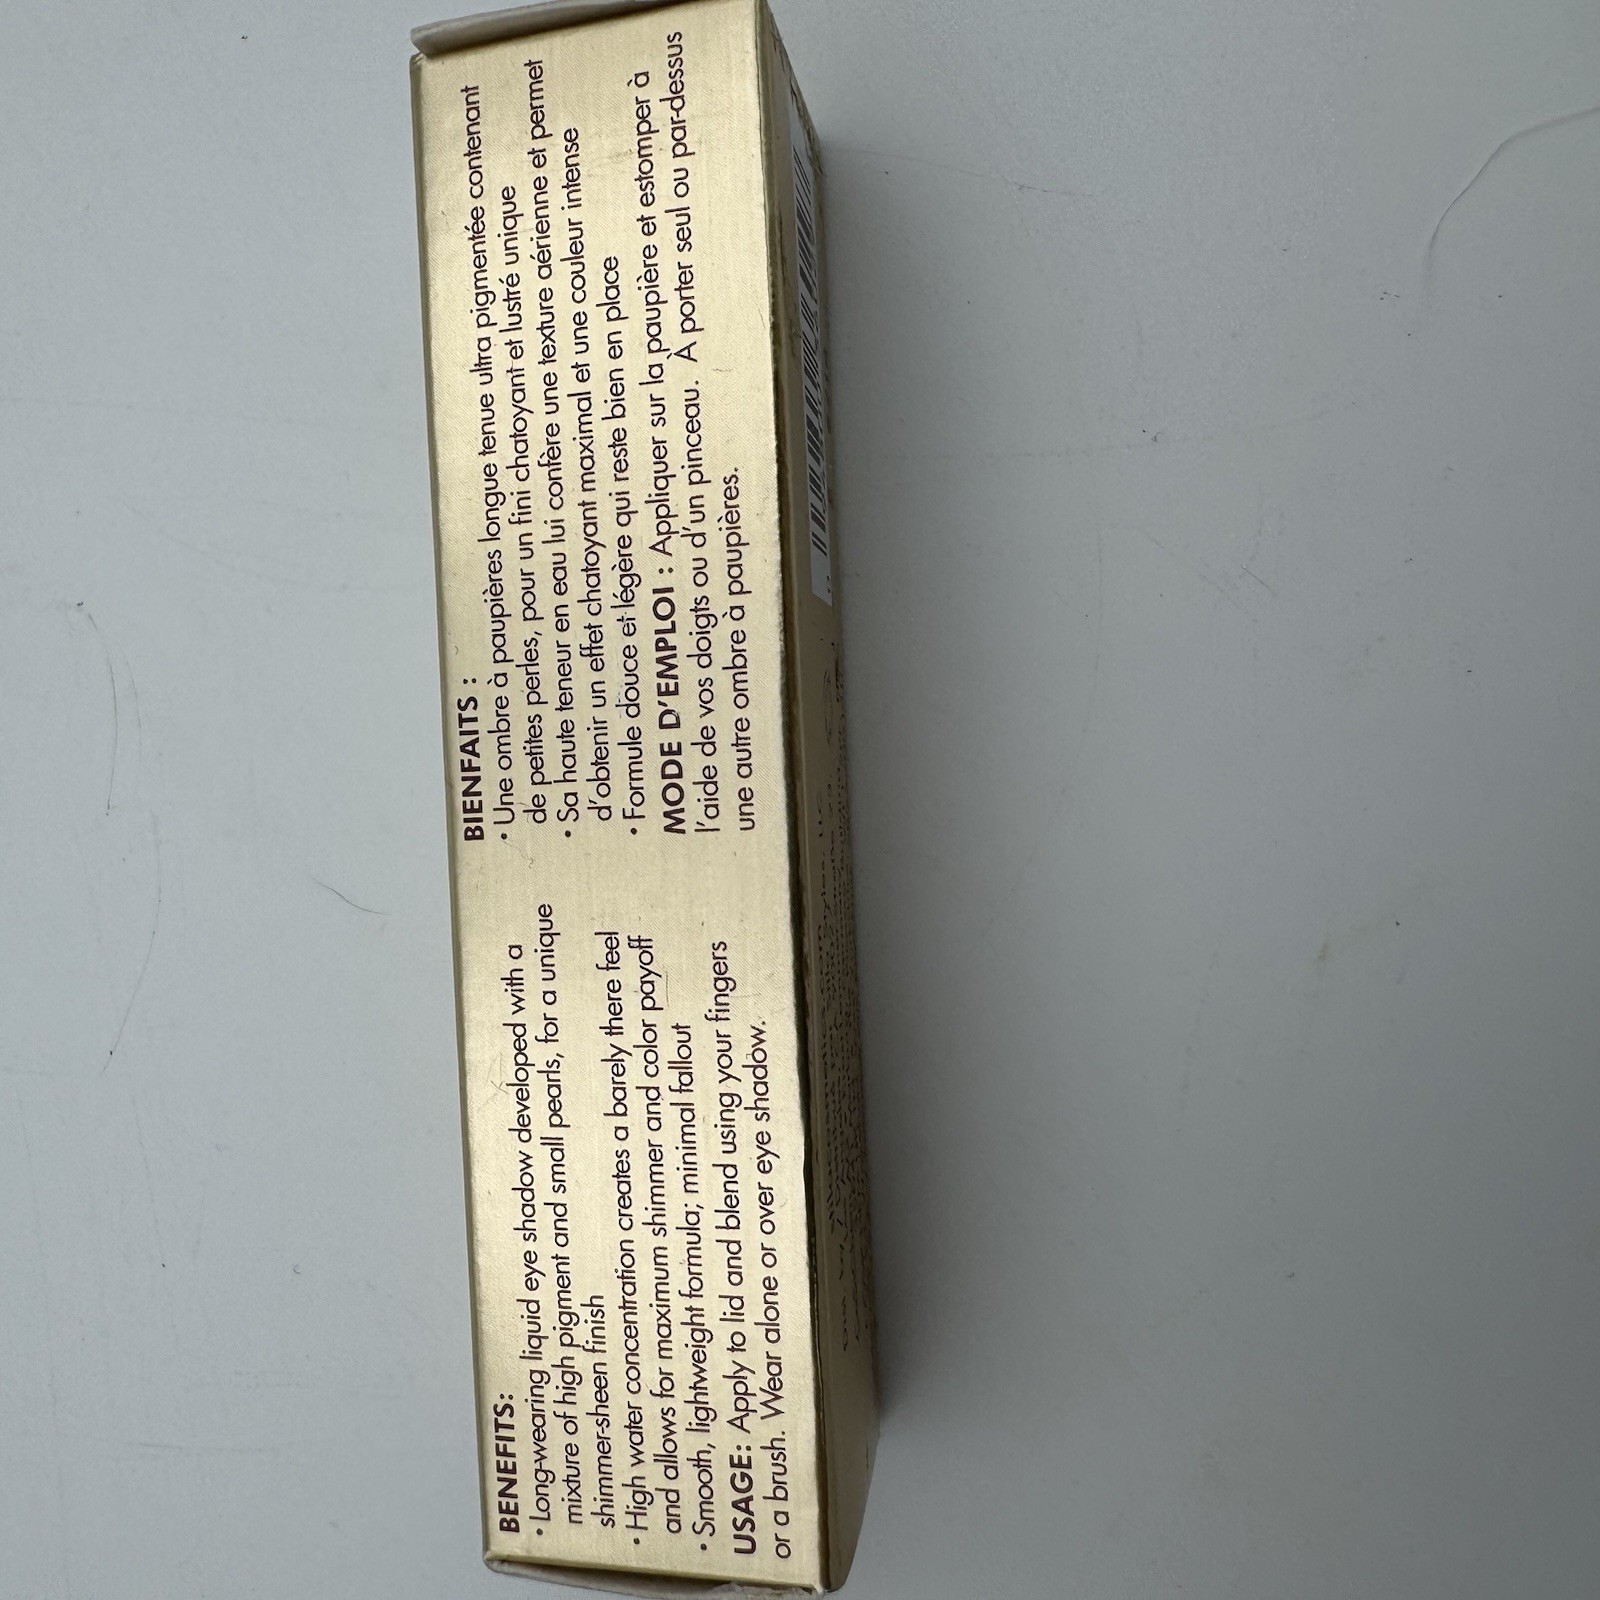 BENEFITS:
• Long-wearing liquid eye shadow developed with a
mixture of high pigment and small pearls, for a unique
shimmer-sheen finish
• High water concentration creates a barely there feel
and allows for maximum shimmer and color payoff
• Smooth, lightweight formula; minimal fallout
USAGE: Apply to lid and blend using your fingers
or a brush. Wear alone or over eye shadow.
BIENFAITS :
• Une ombre à paupières longue tenue ultra pigmentée contenant
de petites perles, pour un fini chatoyant et lustré unique
• Sa haute teneur en eau lui confère une texture aérienne et permet
d'obtenir un effet chatoyant maximal et une couleur intense
• Formule douce et légère qui reste bien en place
MODE D'EMPLOI : Appliquer sur la paupière et estomper à
l'aide de vos doigts ou d'un pinceau. À porter seul ou par-dessus
une autre ombre à paupières.